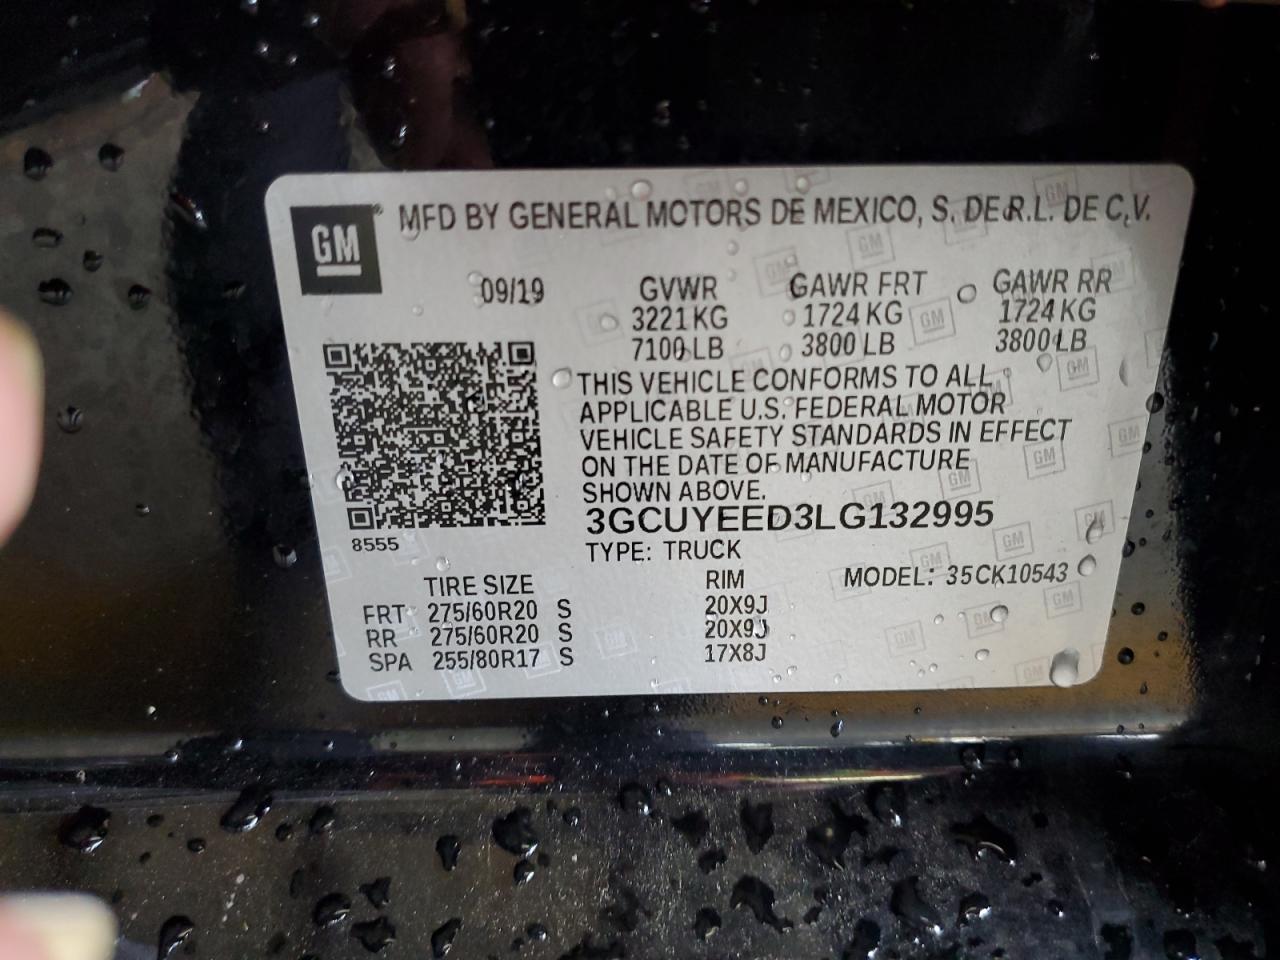 GM
MFD BY GENERAL MOTORS DE MEXICO, S. DE R.L. DE C.V.
09/19 GVWR GAWR FRT GAWR RR
3221 KG 1724 KG 1724 KG
7100 LB 3800 LB 3800 LB
THIS VEHICLE CONFORMS TO ALL
APPLICABLE U.S. FEDERAL MOTOR
VEHICLE SAFETY STANDARDS IN EFFECT
ON THE DATE OF MANUFACTURE
SHOWN ABOVE.
3GCUYEED3LG132995
8555
TYPE: TRUCK
MODEL: 35CK10543
TIRE SIZE RIM
FRT 275/60R20 S 20X9J
RR 275/60R20 S 20X9J
SPA 255/80R17 S 17X8J